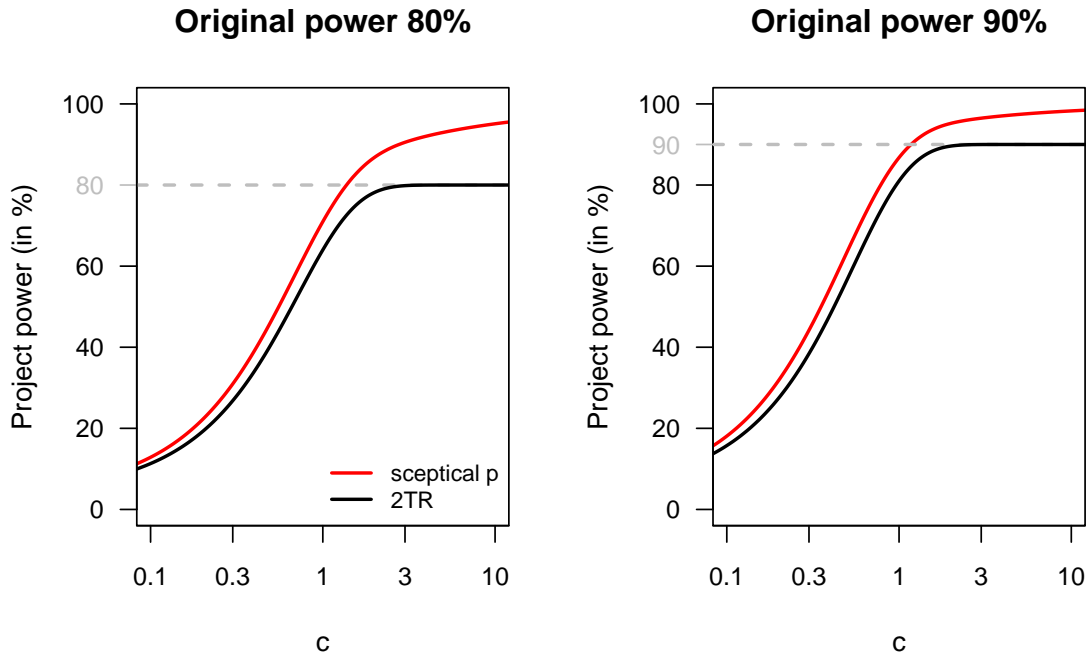 Original power 80%
Project power (in %)
100
80
60
40
20
0
sceptical p
2TR
0.1 0.3 1 3 10
c
Original power 90%
Project power (in %)
100
90
80
60
40
20
0
0.1 0.3 1 3 10
c